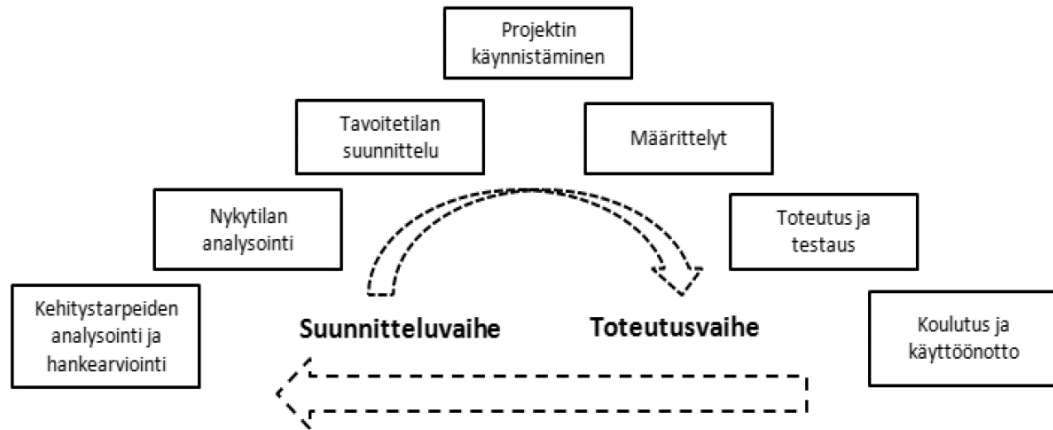 Projektin
käynnistäminen
Tavoitetilan
suunnittelu
Määrittelyt
Nykytilan
analysointi
Toteutus ja
testaus
Kehitystarpeiden
analysointi ja
hankearviointi
Suunnitteluvaihe
Toteutusvaihe
Koulutus ja
käyttöönotto